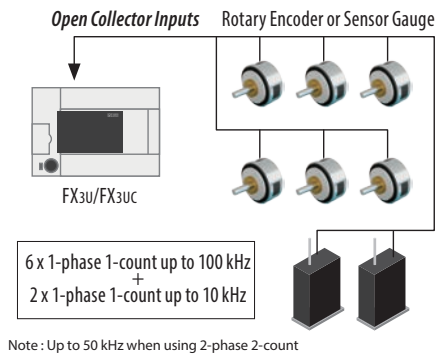 Open Collector Inputs
Rotary Encoder or Sensor Gauge
FX3U/FX3UC
6 x 1-phase 1-count up to 100 kHz
+
2 x 1-phase 1-count up to 10 kHz
Note : Up to 50 kHz when using 2-phase 2-count